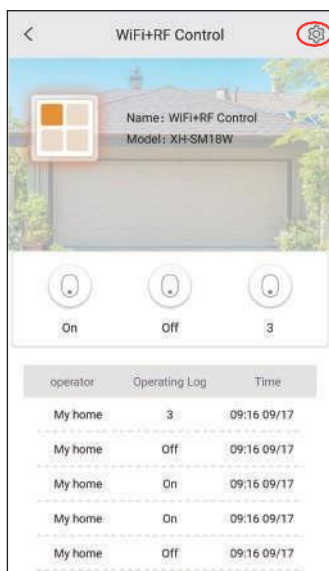 WiFi+RF Control
Name: WiFi+RF Control
Model: XH-SM18W
On Off 3
operator Operating Log Time
My home 3 09:16 09/17
My home Off 09:16 09/17
My home On 09:16 09/17
My home On 09:16 09/17
My home Off 09:16 09/17